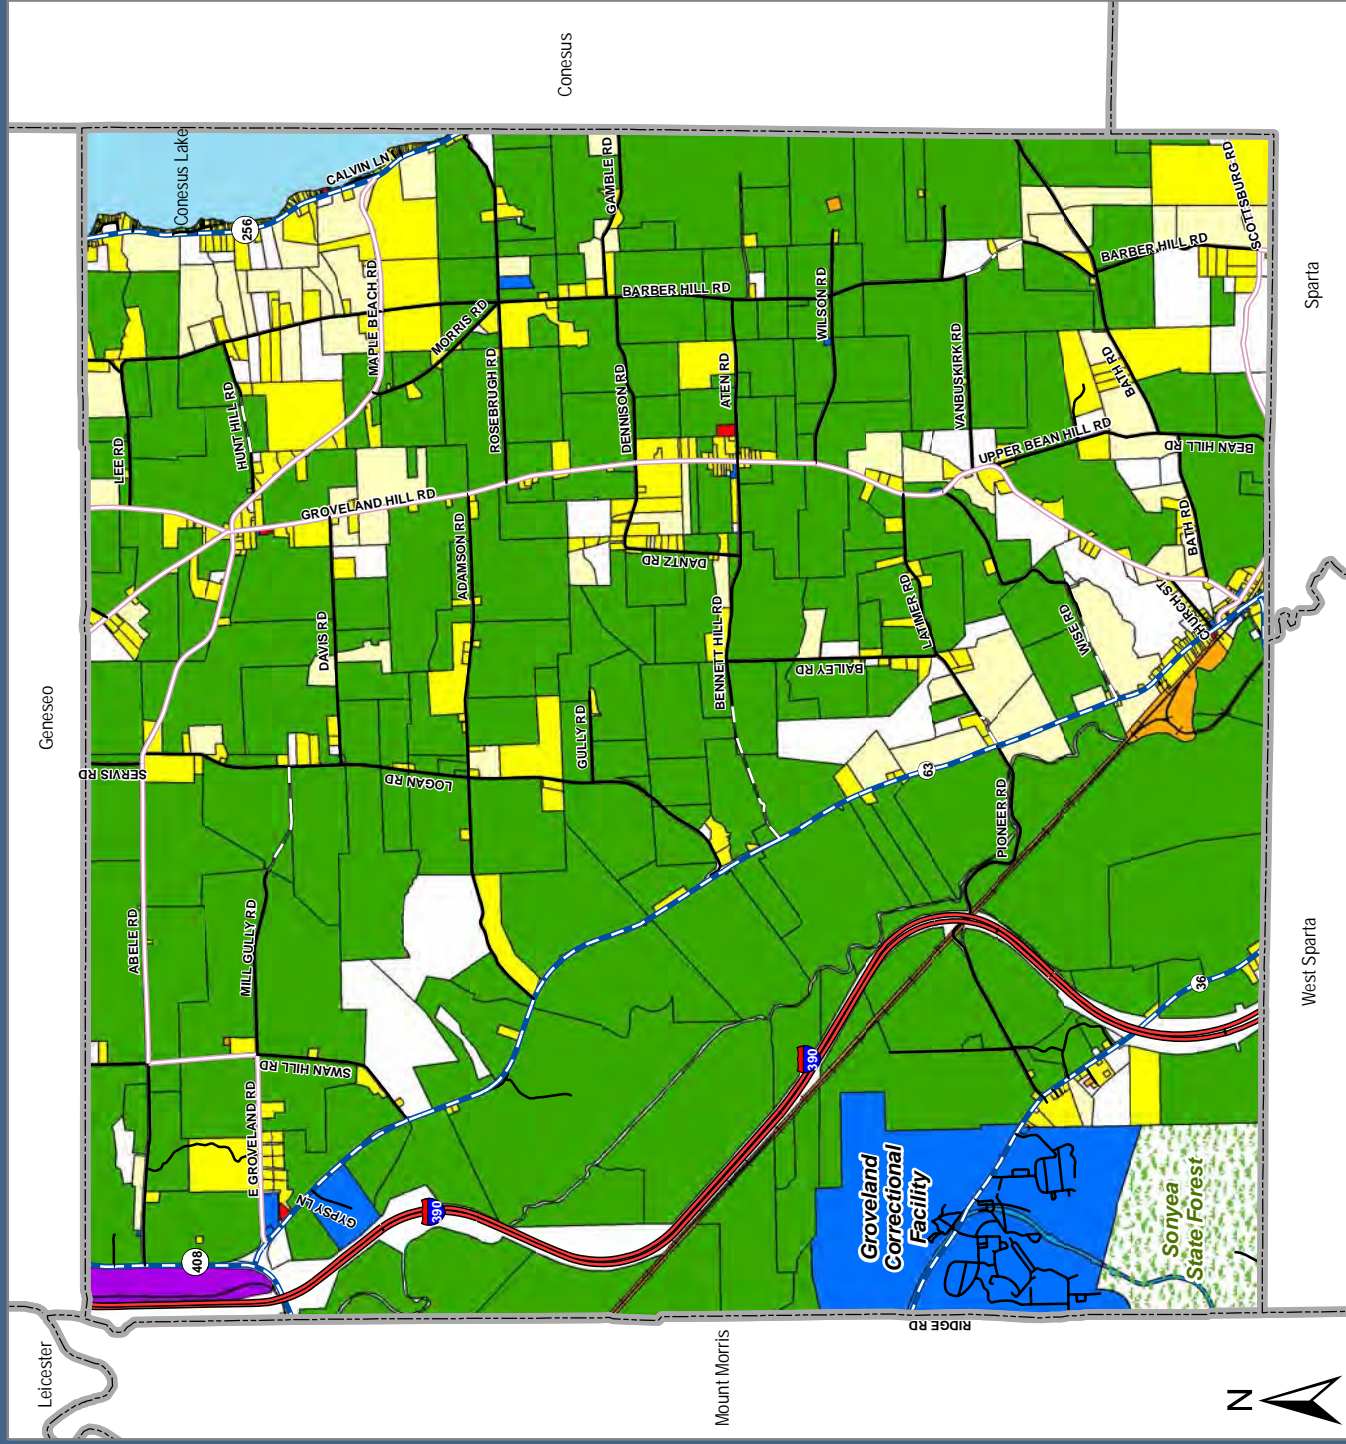 Conesus
Conesus Lake
CALVIN LN
256
GAMBLE RD
SCOTTSBURG RD
BARBER HILL RD
Sparta
MAPLE BEACH RD
MORRIS RD
BARBER HILL RD
WILSON RD
LEE RD
HUNT HILL RD
ROSEBRUGH RD
DENNISON RD
ATEN RD
VANBUSKIRK RD
BATH RD
UPPER BEAN HILL RD
BEAN HILL RD
GROVELAND HILL RD
ADAMSON RD
DANTZ RD
BATH RD
DAVIS RD
BENNETT HILL RD
LATIMER RD
BAILEY RD
WISE RD
CHURCH ST
Geneseo
SERVIS RD
LOGAN RD
GULLY RD
63
PIONEER RD
ABELE RD
MILL GULLY RD
West Sparta
36
SWAN HILL RD
390
E GROVELAND RD
GYPSY LN
390
408
Groveland
Correctional
Facility
Sonyea
State Forest
RIDGE RD
Leicester
Mount Morris
N